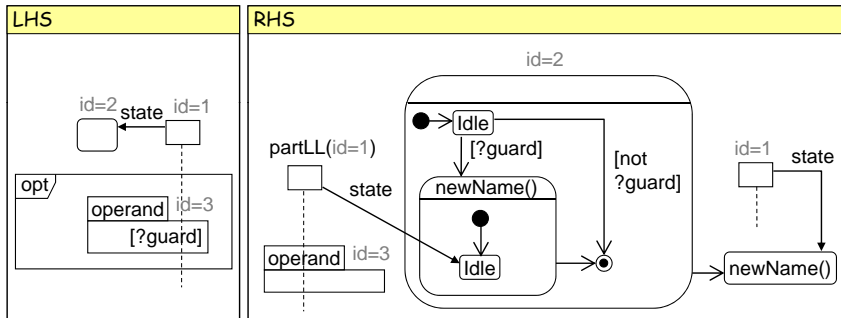 LHS
id=2
state
id=1
opt
operand
id=3
[?guard]
RHS
id=2
Idle
[?guard]
[not
?guard]
partLL(id=1)
state
newName()
Idle
operand
id=3
id=1
state
newName()